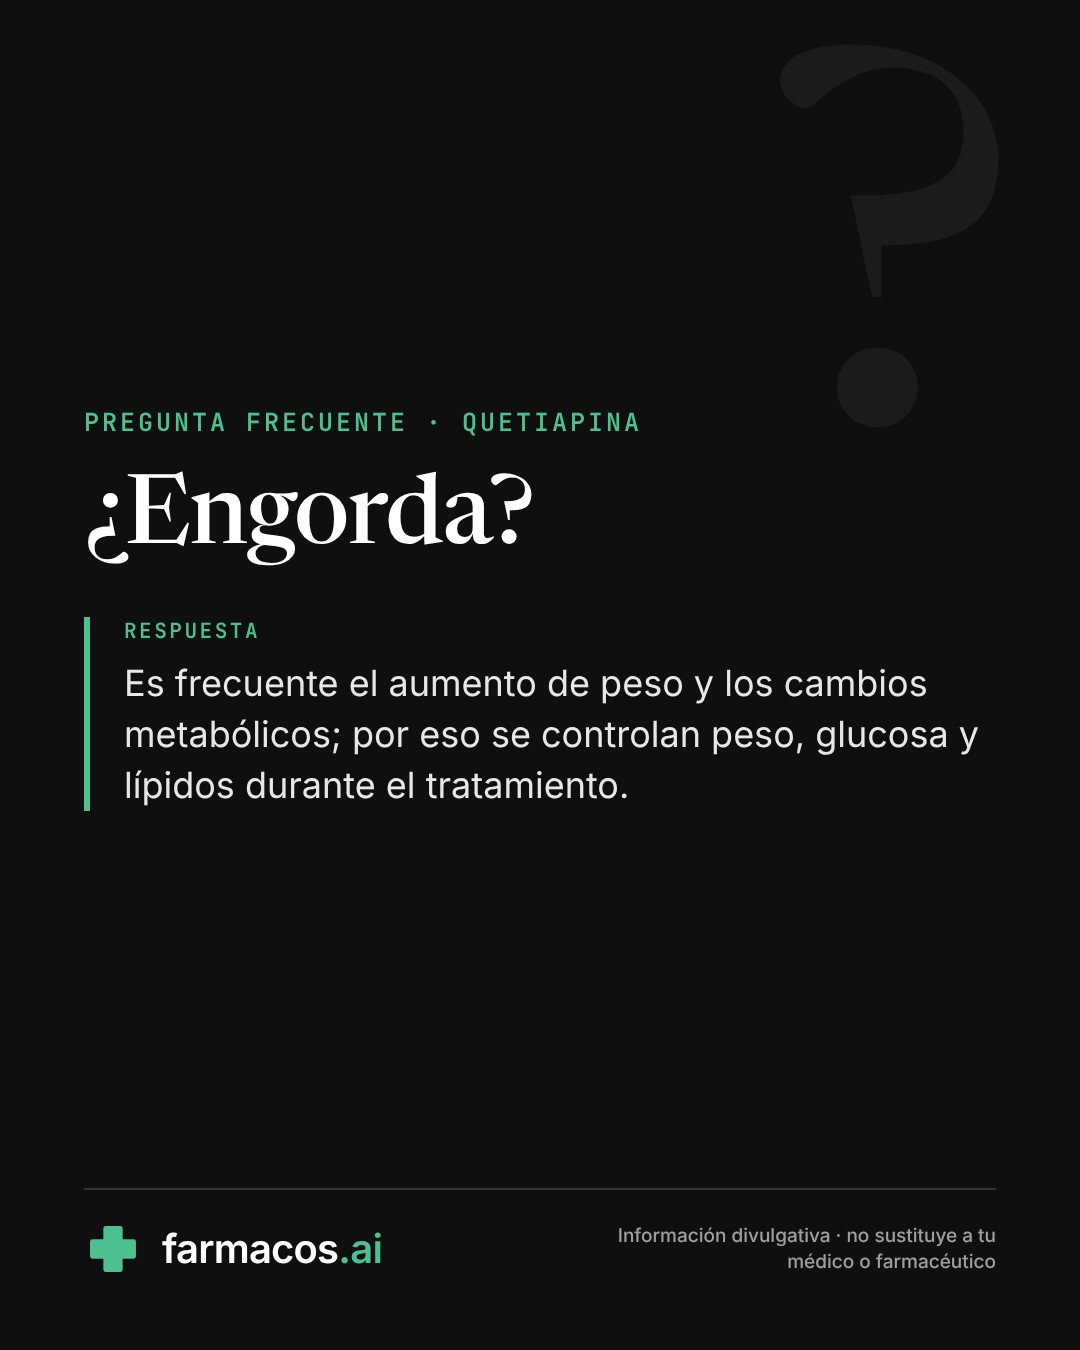 PREGUNTA FRECUENTE · QUETIAPINA
¿Engorda?
RESPUESTA
Es frecuente el aumento de peso y los cambios
metabólicos; por eso se controlan peso, glucosa y
lípidos durante el tratamiento.
farmacos.ai
Información divulgativa · no sustituye a tu
médico o farmacéutico